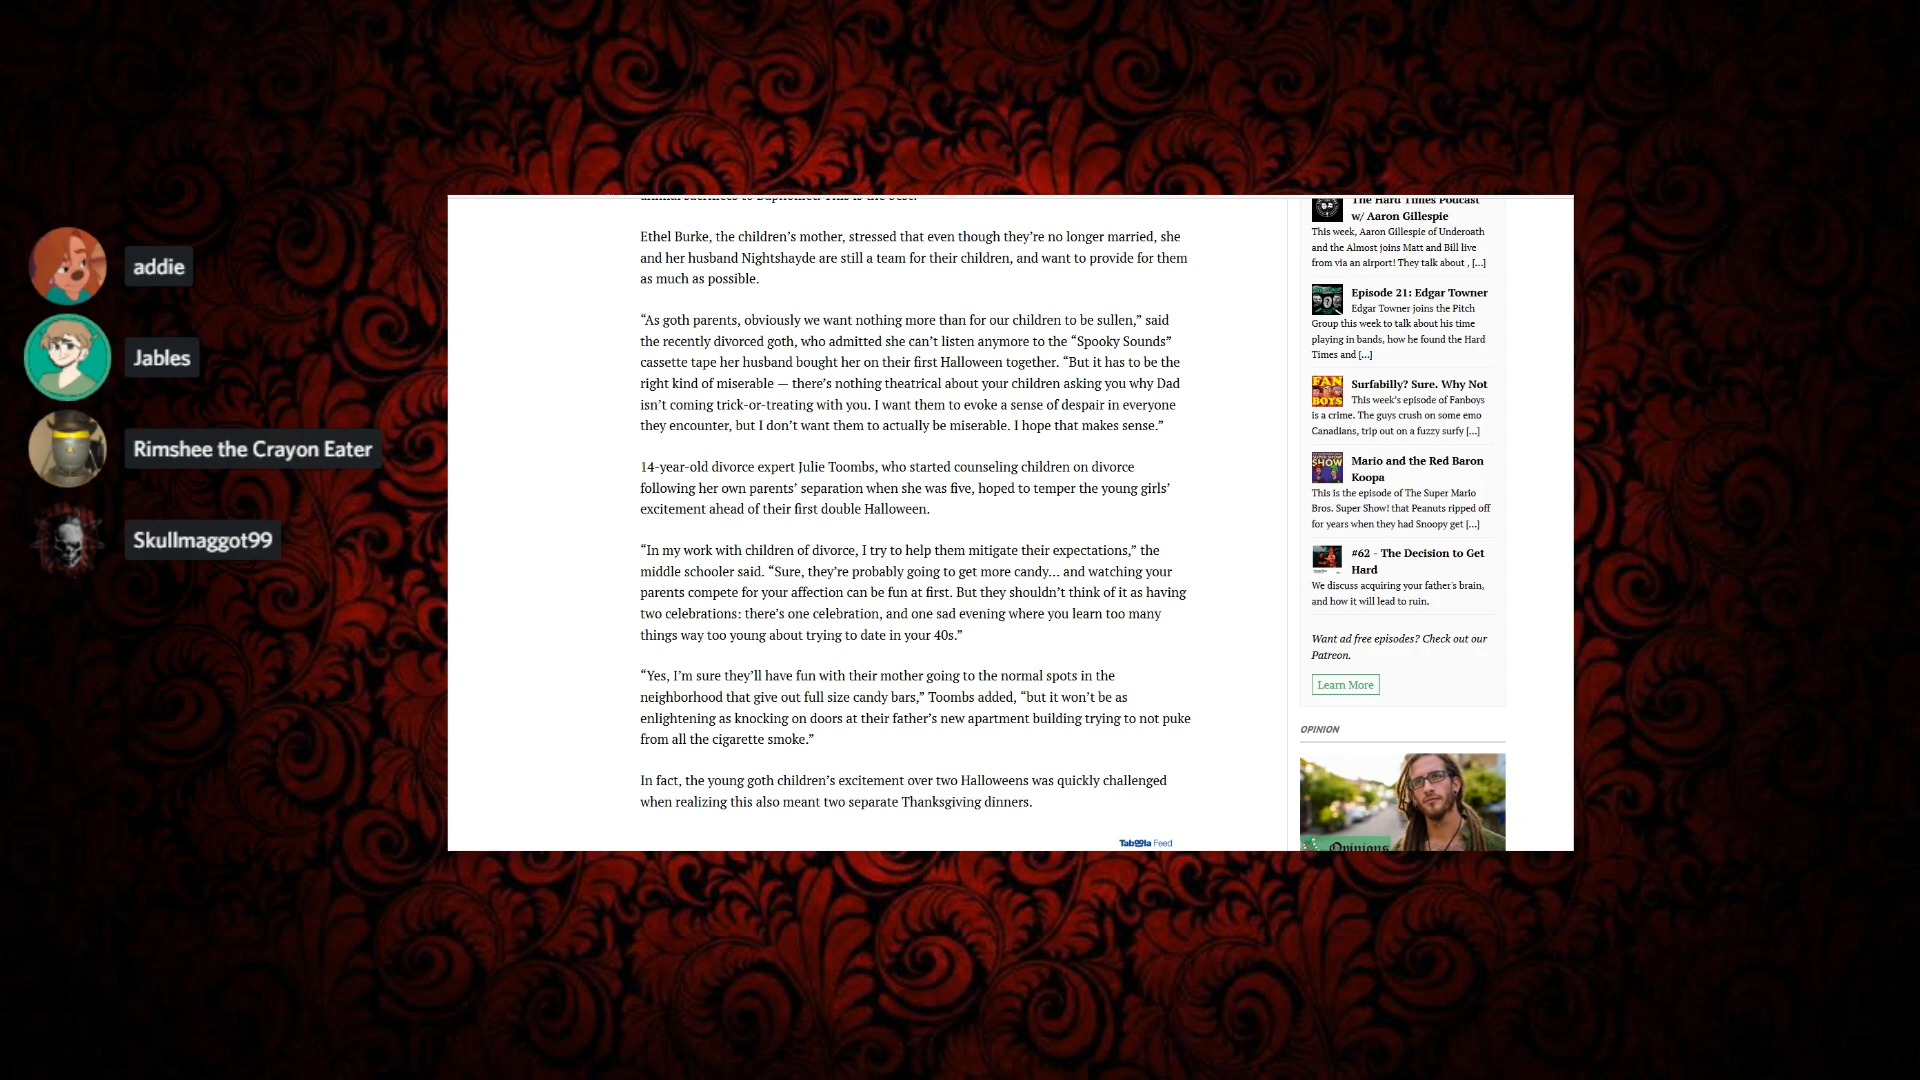 addie
Jables
Rimshee the Crayon Eater
Skullmaggot99
Ethel Burke, the children’s mother, stressed that even though they’re no longer married, she
and her husband Nightshayde are still a team for their children, and want to provide for them
as much as possible.
“As goth parents, obviously we want nothing more than for our children to be sullen,” said
the recently divorced goth, who admitted she can’t listen anymore to the “Spooky Sounds”
cassette tape her husband bought her on their first Halloween together. “But it has to be the
right kind of miserable — there’s nothing theatrical about your children asking you why Dad
isn’t coming trick-or-treating with you. I want them to evoke a sense of despair in everyone
they encounter, but I don’t want them to actually be miserable. I hope that makes sense.”
14-year-old divorce expert Julie Toombs, who started counseling children on divorce
following her own parents’ separation when she was five, hoped to temper the young girls’
excitement ahead of their first double Halloween.
“In my work with children of divorce, I try to help them mitigate their expectations,” the
middle schooler said. “Sure, they’re probably going to get more candy… and watching your
parents compete for your affection can be fun at first. But they shouldn’t think of it as having
two celebrations: there’s one celebration, and one sad evening where you learn too many
things way too young about trying to date in your 40s.”
“Yes, I’m sure they’ll have fun with their mother going to the normal spots in the
neighborhood that give out full size candy bars,” Toombs added, “but it won’t be as
enlightening as knocking on doors at their father’s new apartment building trying to not puke
from all the cigarette smoke.”
In fact, the young goth children’s excitement over two Halloweens was quickly challenged
when realizing this also meant two separate Thanksgiving dinners.
Taboola Feed
The Hard Times Podcast
w/ Aaron Gillespie
This week, Aaron Gillespie of Underoath
and the Almost joins Matt and Bill live
from via an airport! They talk about , [...]
Episode 21: Edgar Towner
Edgar Towner joins the Pitch
Group this week to talk about his time
playing in bands, how he found the Hard
Times and [...]
FAN
BOYS
Surfabilly? Sure. Why Not
This week’s episode of Fanboys
is a crime. The guys crush on some emo
Canadians, trip out on a fuzzy surfy [...]
SHOW
Mario and the Red Baron
Koopa
This is the episode of The Super Mario
Bros. Super Show! that Peanuts ripped off
for years when they had Snoopy get [...]
#62 - The Decision to Get
Hard
We discuss acquiring your father's brain,
and how it will lead to ruin.
Want ad free episodes? Check out our
Patreon.
Learn More
OPINION
Opinions